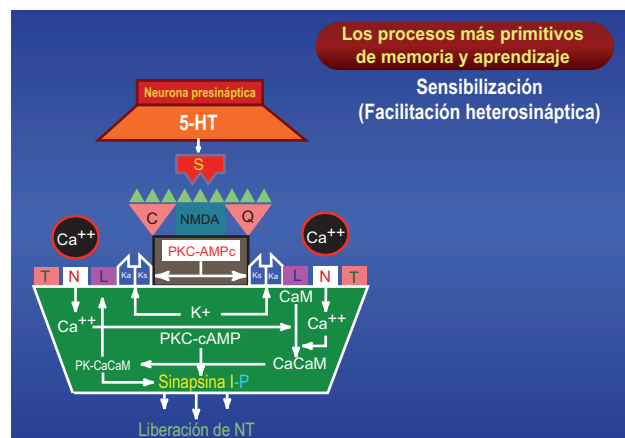 Los procesos más primitivos
de memoria y aprendizaje
Sensibilización
(Facilitación heterosináptica)
Neurona presináptica
5-HT
S
C NMDA Q
Ca++ Ca++
PKC-AMPc
T N L Ka Ks Ks Ka L N T
CaM
Ca++ K+ Ca++
PKC-cAMP
PK-CaCaM CaCaM
Sinapsina I-P
Liberación de NT